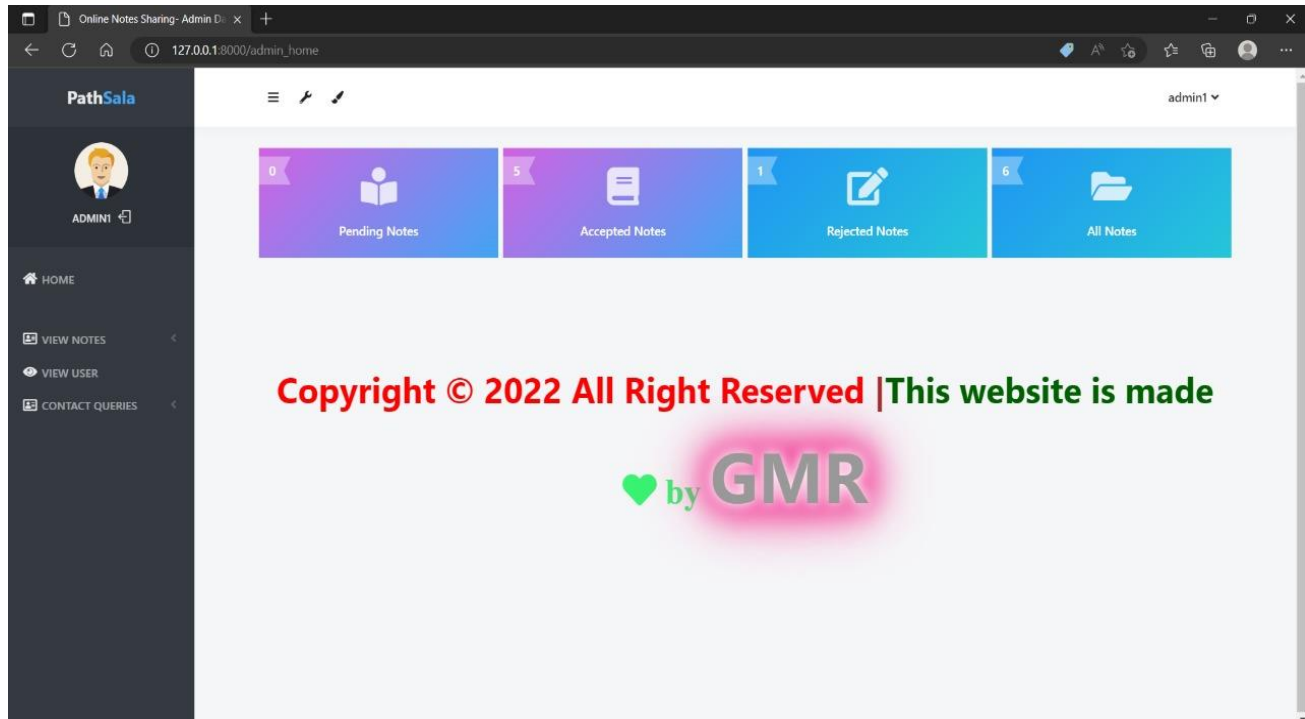 Online Notes Sharing- Admin Da
127.0.0.1:8000/admin_home
PathSala
admin1
ADMIN1
HOME
VIEW NOTES
VIEW USER
CONTACT QUERIES
0
Pending Notes
5
Accepted Notes
1
Rejected Notes
6
All Notes
Copyright © 2022 All Right Reserved |This website is made
by GMR